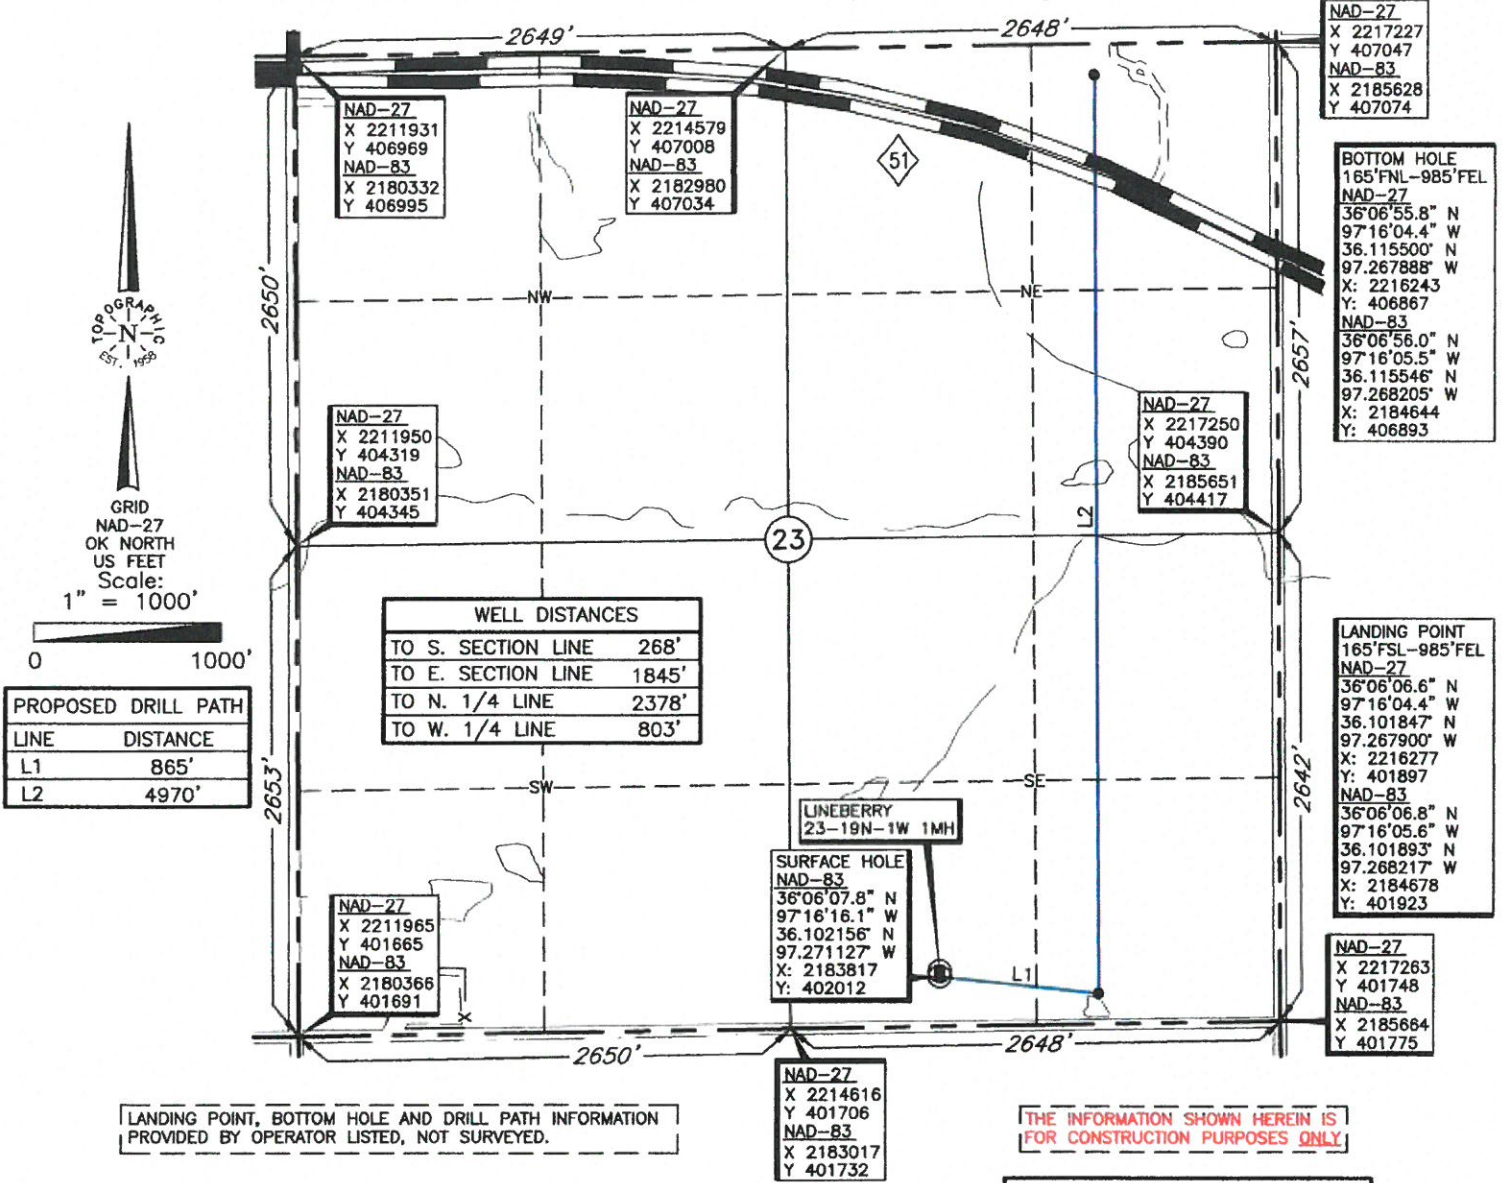 2649'
2648'
NAD-27
X 2217227
Y 407047
NAD-83
X 2185628
Y 407074
NAD-27
X 2211931
Y 406969
NAD-83
X 2180332
Y 406995
NAD-27
X 2214579
Y 407008
NAD-83
X 2182980
Y 407034
51
BOTTOM HOLE
165'FNL-985'FEL
NAD-27
36°06'55.8" N
97°16'04.4" W
36.115500° N
97.267888° W
X: 2216243
Y: 406867
NAD-83
36°06'56.0" N
97°16'05.5" W
36.115546° N
97.268205° W
X: 2184644
Y: 406893
TOPOGRAPHIC
N
EST. 1958
2650'
NW
NE
2657'
GRID
NAD-27
OK NORTH
US FEET
Scale:
1" = 1000'
0 1000'
NAD-27
X 2211950
Y 404319
NAD-83
X 2180351
Y 404345
NAD-27
X 2217250
Y 404390
NAD-83
X 2185651
Y 404417
L2
23
WELL DISTANCES
TO S. SECTION LINE 268'
TO E. SECTION LINE 1845'
TO N. 1/4 LINE 2378'
TO W. 1/4 LINE 803'
PROPOSED DRILL PATH
LINE DISTANCE
L1 865'
L2 4970'
2653'
SW
SE
2642'
LANDING POINT
165'FSL-985'FEL
NAD-27
36°06'06.6" N
97°16'04.4" W
36.101847° N
97.267900° W
X: 2216277
Y: 401897
NAD-83
36°06'06.8" N
97°16'05.6" W
36.101893° N
97.268217° W
X: 2184678
Y: 401923
LINEBERRY
23-19N-1W 1MH
SURFACE HOLE
NAD-83
36°06'07.8" N
97°16'16.1" W
36.102156° N
97.271127° W
X: 2183817
Y: 402012
L1
NAD-27
X 2211965
Y 401665
NAD-83
X 2180366
Y 401691
X
NAD-27
X 2217263
Y 401748
NAD-83
X 2185664
Y 401775
2650'
2648'
NAD-27
X 2214616
Y 401706
NAD-83
X 2183017
Y 401732
LANDING POINT, BOTTOM HOLE AND DRILL PATH INFORMATION
PROVIDED BY OPERATOR LISTED, NOT SURVEYED.
THE INFORMATION SHOWN HEREIN IS
FOR CONSTRUCTION PURPOSES ONLY